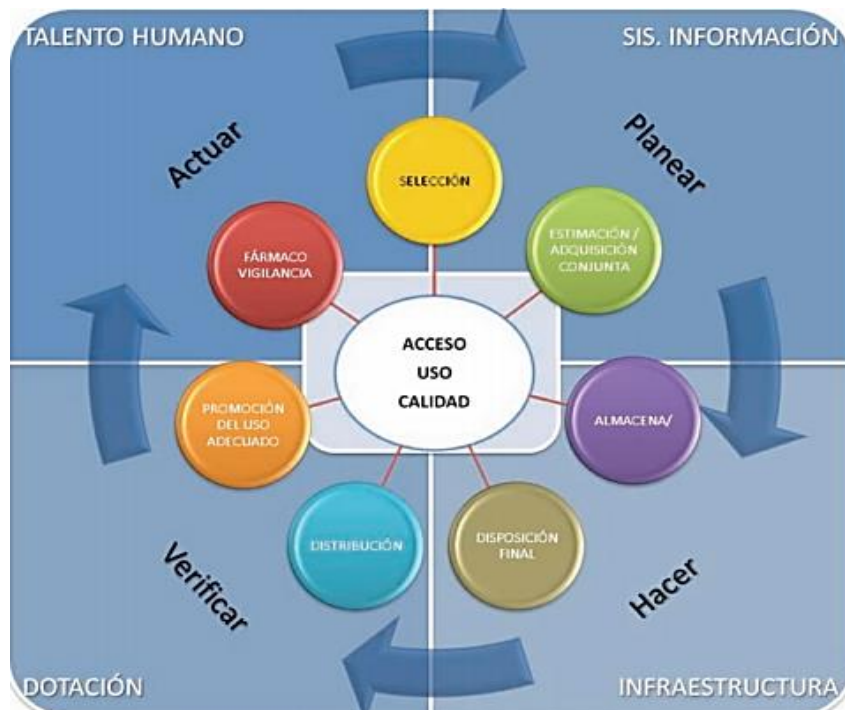 TALENTO HUMANO
SIS. INFORMACIÓN
Actuar
Planear
SELECCIÓN
ESTIMACIÓN /
ADQUISICIÓN
CONJUNTA
FÁRMACO
VIGILANCIA
ACCESO
USO
CALIDAD
PROMOCIÓN
DEL USO
ADECUADO
ALMACENA/
DISTRIBUCIÓN
DISPOSICIÓN
FINAL
Verificar
Hacer
DOTACIÓN
INFRAESTRUCTURA